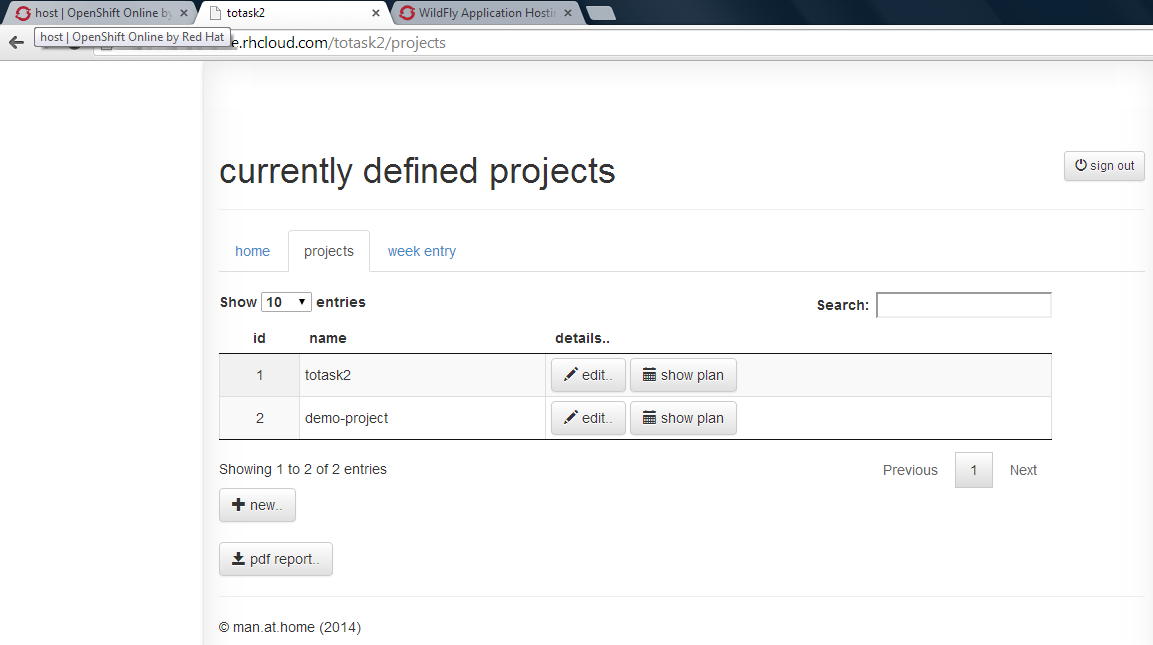 host | OpenShift Online by
totask2
WildFly Application Hosti
host | OpenShift Online by Red Hat
e.rhcloud.com/totask2/projects
currently defined projects
sign out
home projects week entry
Show 10 entries
Search:
id name details..
1 totask2 edit.. show plan
2 demo-project edit.. show plan
Showing 1 to 2 of 2 entries
Previous 1 Next
new..
pdf report..
© man.at.home (2014)